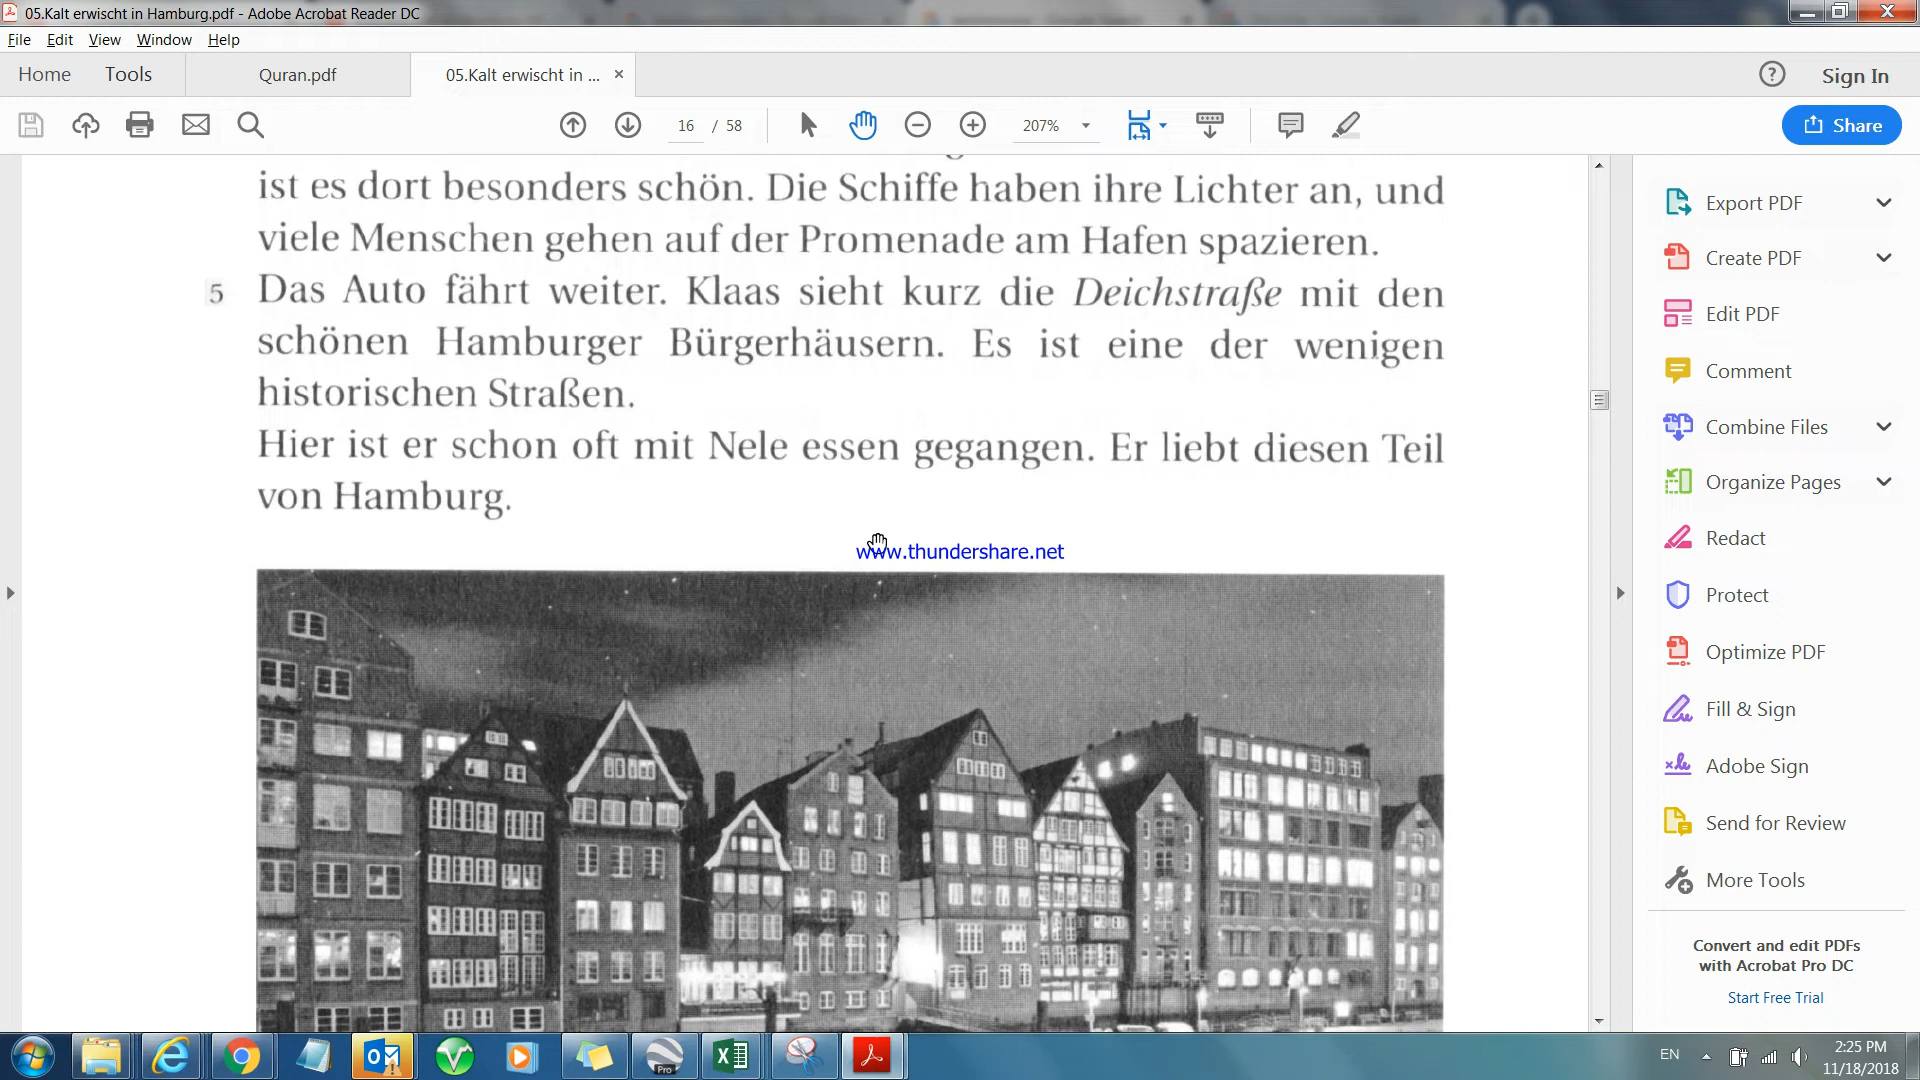 05.Kalt erwischt in Hamburg.pdf - Adobe Acrobat Reader DC
File Edit View Window Help
Home Tools Quran.pdf 05.Kalt erwischt in ... × ? Sign In
16 / 58 207% Share
ist es dort besonders schön. Die Schiffe haben ihre Lichter an, und
viele Menschen gehen auf der Promenade am Hafen spazieren.
5 Das Auto fährt weiter. Klaas sieht kurz die Deichstraße mit den
schönen Hamburger Bürgerhäusern. Es ist eine der wenigen
historischen Straßen.
Hier ist er schon oft mit Nele essen gegangen. Er liebt diesen Teil
von Hamburg.
www.thundershare.net
Export PDF
Create PDF
Edit PDF
Comment
Combine Files
Organize Pages
Redact
Protect
Optimize PDF
Fill & Sign
Adobe Sign
Send for Review
More Tools
Convert and edit PDFs
with Acrobat Pro DC
Start Free Trial
Pro
EN
2:25 PM
11/18/2018